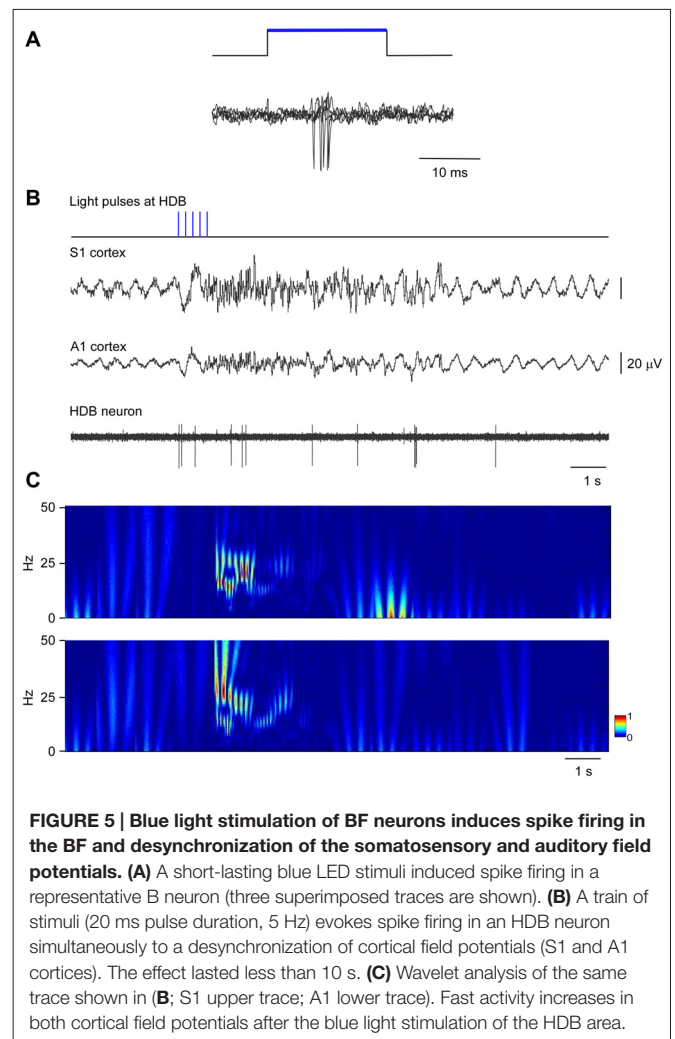 A
10 ms
B
Light pulses at HDB
S1 cortex
A1 cortex
20 μV
HDB neuron
1 s
C
50
Hz
25
0
50
Hz
25
0
1
0
1 s
FIGURE 5 | Blue light stimulation of BF neurons induces spike firing in
the BF and desynchronization of the somatosensory and auditory field
potentials. (A) A short-lasting blue LED stimuli induced spike firing in a
representative B neuron (three superimposed traces are shown). (B) A train of
stimuli (20 ms pulse duration, 5 Hz) evokes spike firing in an HDB neuron
simultaneously to a desynchronization of cortical field potentials (S1 and A1
cortices). The effect lasted less than 10 s. (C) Wavelet analysis of the same
trace shown in (B; S1 upper trace; A1 lower trace). Fast activity increases in
both cortical field potentials after the blue light stimulation of the HDB area.